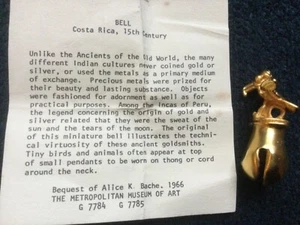 BELL
Costa Rica, 15th Century
Unlike the Ancients of the Old World, the many
different Indian cultures never coined gold or
silver, or used the metals as a primary medium
of exchange. Precious metals were prized for
their beauty and lasting substance. Objects
were fashioned for adornment as well as for
practical purposes. Among the Incas of Peru,
the legend concerning the origin of gold and
silver related that they were the sweat of the
sun and the tears of the moon. The original
of this miniature bell illustrates the tech-
nical virtuosity of these ancient goldsmiths.
Tiny birds and animals often appear at top
of small pendants to be worn on thong or cord
around the neck.
Bequest of Alice K. Bache, 1966
THE METROPOLITAN MUSEUM OF ART
G 7784 G 7785